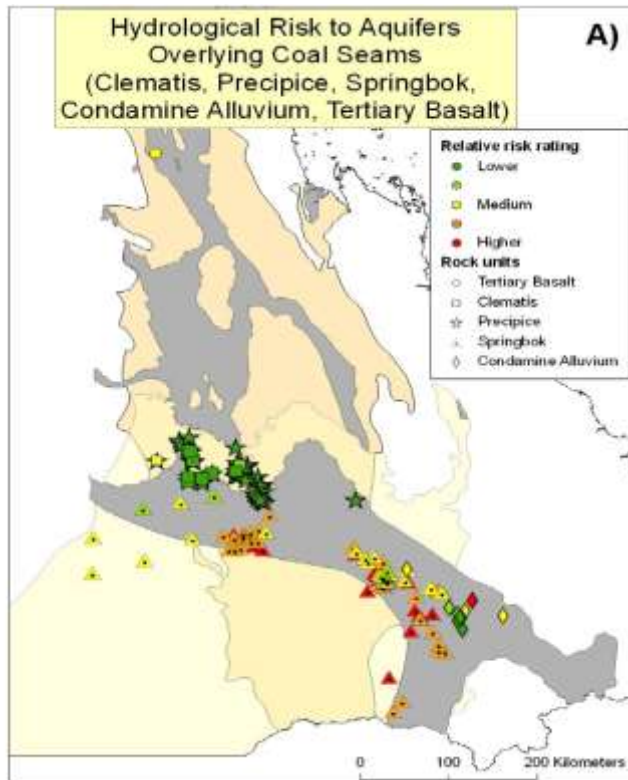 Hydrological Risk to Aquifers
Overlying Coal Seams
(Clematis, Precipice, Springbok,
Condamine Alluvium, Tertiary Basalt)
A)
Relative risk rating
Lower
Medium
Higher
Rock units
Tertiary Basalt
Clematis
Precipice
Springbok
Condamine Alluvium
0 100 200 Kilometers